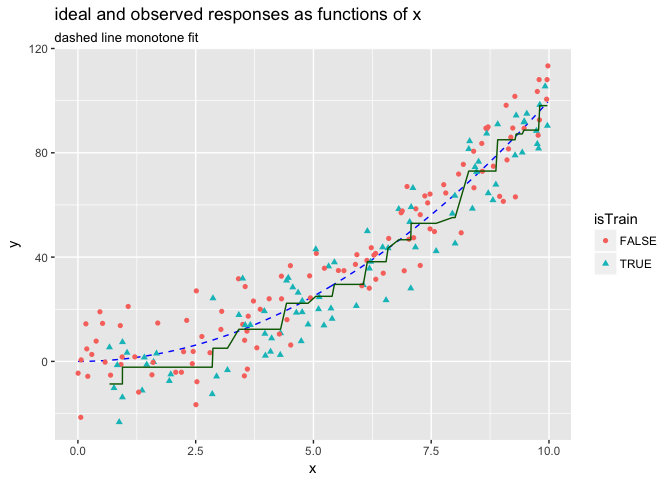 ideal and observed responses as functions of x
dashed line monotone fit
120
80
40
0
y
0.0
2.5
5.0
7.5
10.0
x
isTrain
FALSE
TRUE